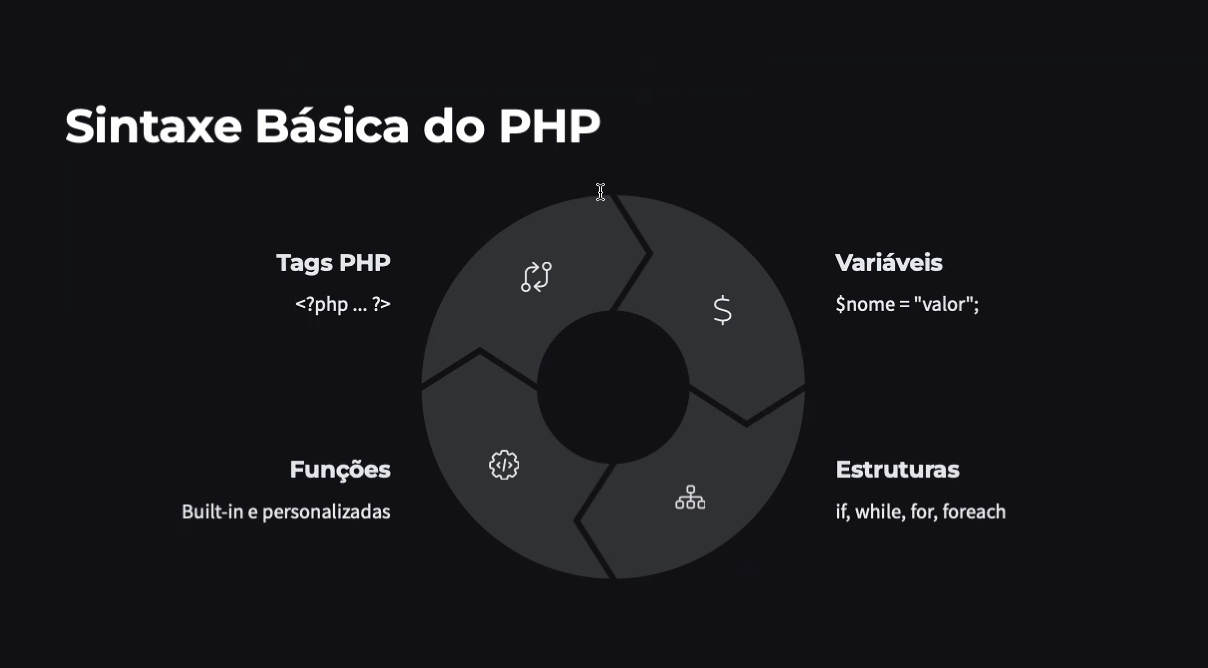 Sintaxe Básica do PHP
Tags PHP
<?php ... ?>
Variáveis
$nome = "valor";
Funções
Built-in e personalizadas
Estruturas
if, while, for, foreach